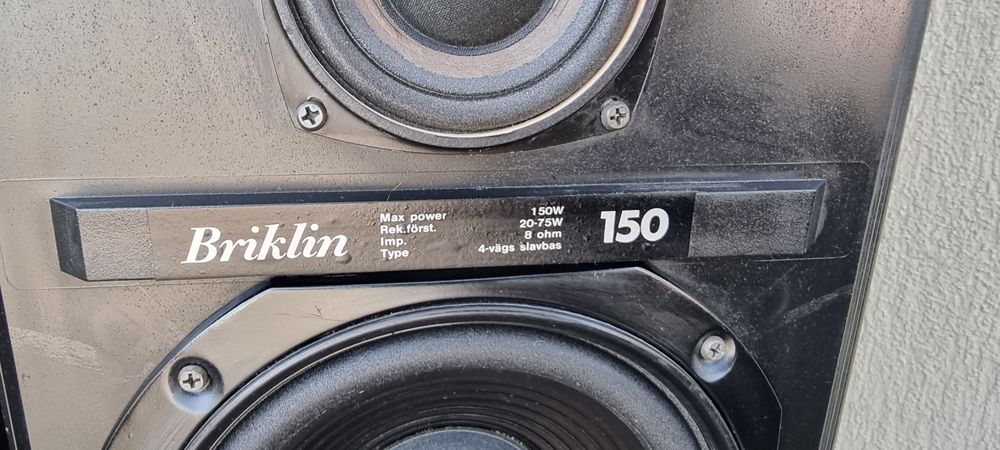 Briklin
Max power 150W
Rek.först. 20-75W
Imp. 8 ohm
Type 4-vägs slavbas
150